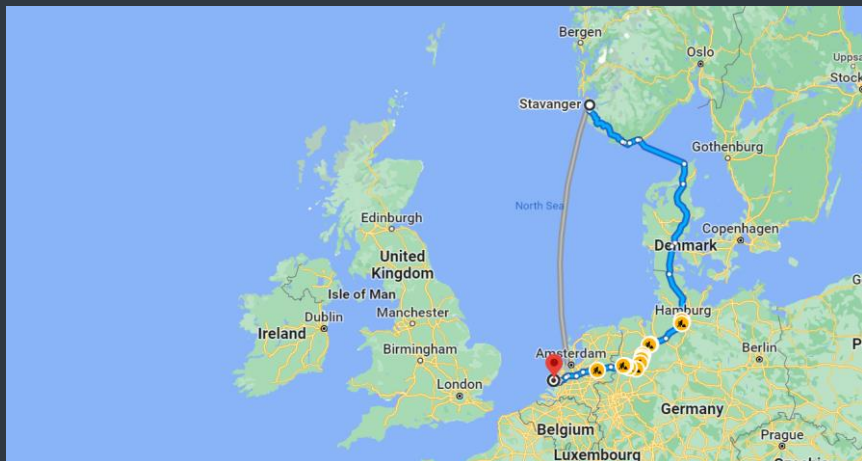 Bergen
Oslo
Uppsa
Stock
Stavanger
Gothenburg
North Sea
Edinburgh
Copenhagen
Denmark
United
Kingdom
Isle of Man
Hamburg
Dublin
Manchester
Ireland
Amsterdam
Berlin
P
Birmingham
London
Germany
Belgium
Prague
Luxembourg